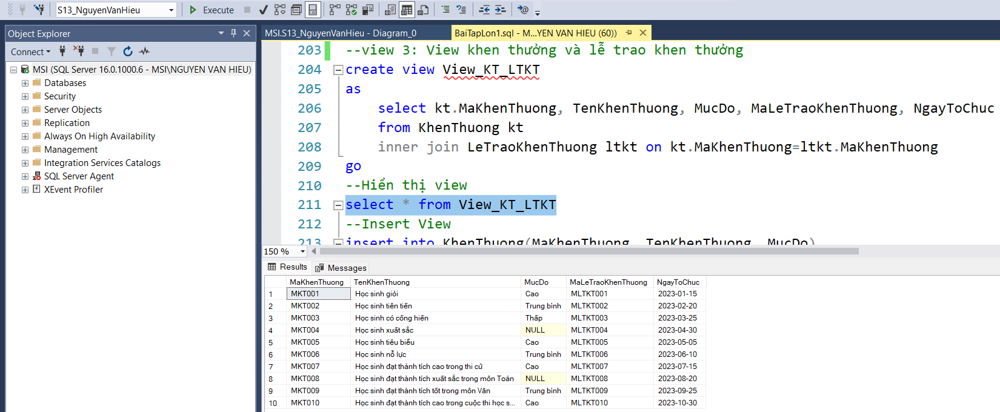 S13_NguyenVanHieu
Execute
Object Explorer
Connect
MSI (SQL Server 16.0.1000.6 - MSI\NGUYEN VAN HIEU)
Databases
Security
Server Objects
Replication
Always On High Availability
Management
Integration Services Catalogs
SQL Server Agent
XEvent Profiler
MSI.S13_NguyenVanHieu - Diagram_0
BaiTapLon1.sql - M...YEN VAN HIEU (60))
203 --view 3: View khen thưởng và lễ trao khen thưởng
204 create view View_KT_LTKT
205 as
206 select kt.MaKhenThuong, TenKhenThuong, MucDo, MaLeTraoKhenThuong, NgayToChuc
207 from KhenThuong kt
208 inner join LeTraoKhenThuong ltkt on kt.MaKhenThuong=ltkt.MaKhenThuong
209 go
210 --Hiển thị view
211 select * from View_KT_LTKT
212 --Insert View
213 insert into KhenThuong(MaKhenThuong, TenKhenThuong, MucDo)
150 %
Results Messages
MaKhenThuong TenKhenThuong MucDo MaLeTraoKhenThuong NgayToChuc
1 MKT001 Học sinh giỏi Cao MLTKT001 2023-01-15
2 MKT002 Học sinh tiên tiến Trung bình MLTKT002 2023-02-20
3 MKT003 Học sinh có cống hiến Thấp MLTKT003 2023-03-25
4 MKT004 Học sinh xuất sắc NULL MLTKT004 2023-04-30
5 MKT005 Học sinh tiêu biểu Cao MLTKT005 2023-05-05
6 MKT006 Học sinh nỗ lực Trung bình MLTKT006 2023-06-10
7 MKT007 Học sinh đạt thành tích cao trong thi cử Cao MLTKT007 2023-07-15
8 MKT008 Học sinh đạt thành tích xuất sắc trong môn Toán NULL MLTKT008 2023-08-20
9 MKT009 Học sinh đạt thành tích tốt trong môn Văn Trung bình MLTKT009 2023-09-25
10 MKT010 Học sinh đạt thành tích cao trong cuộc thi học s... Cao MLTKT010 2023-10-30